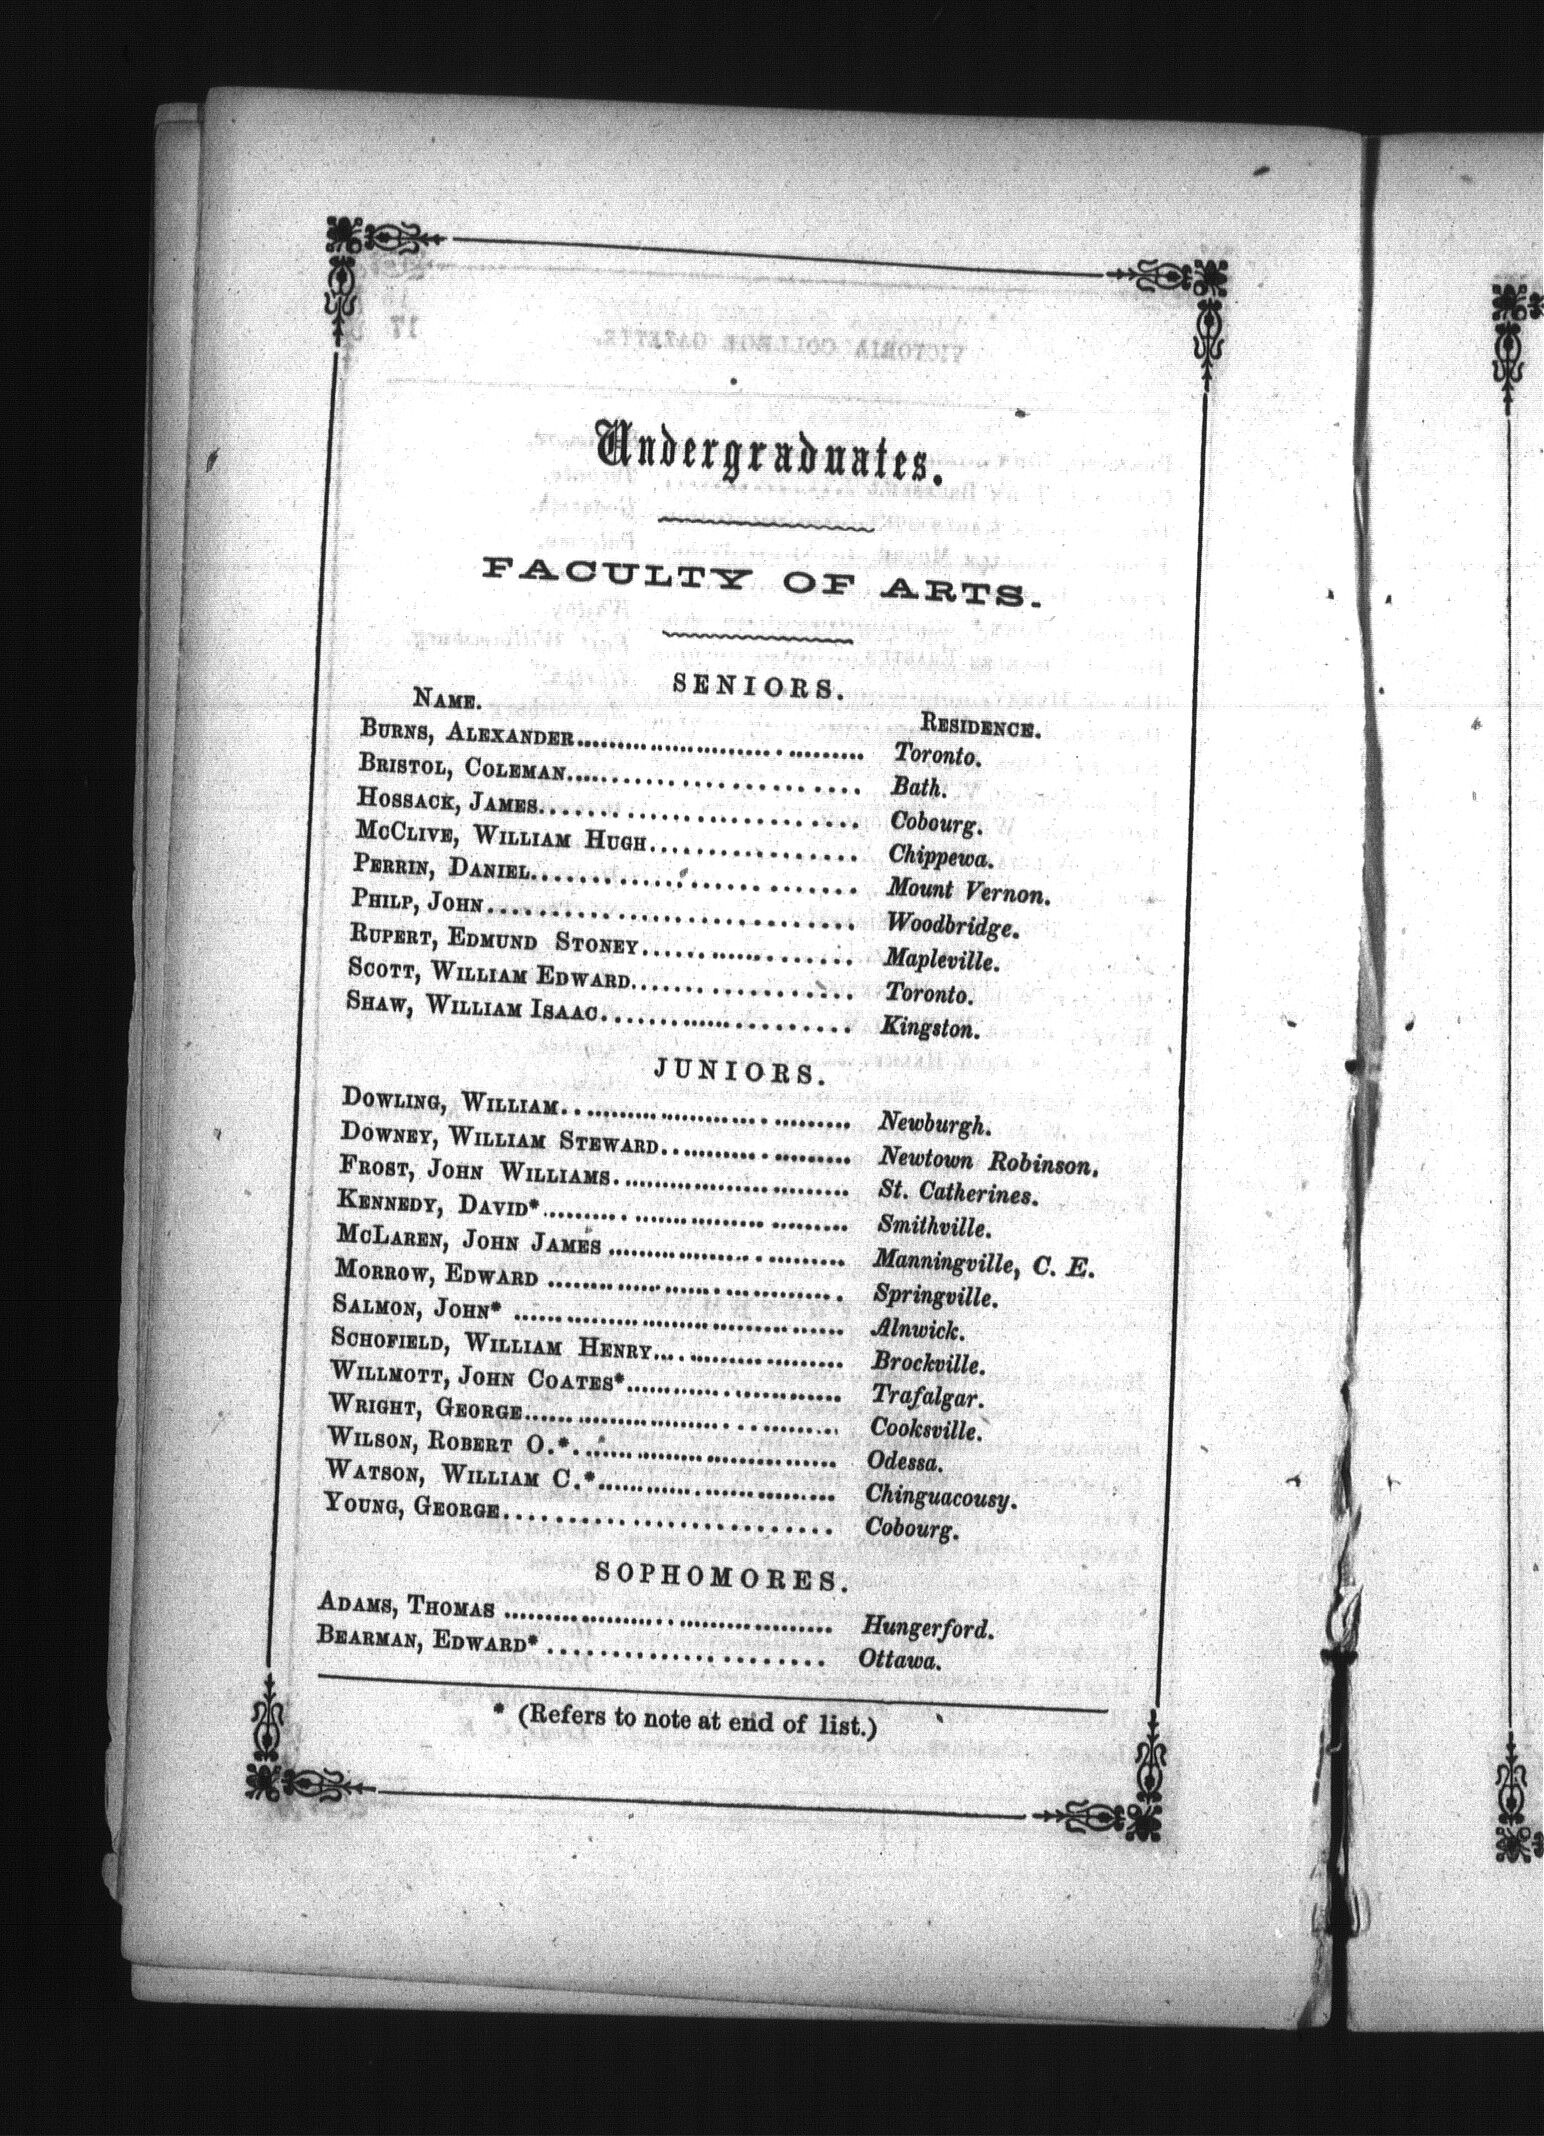 Undergraduates.
FACULTY OF ARTS.
SENIORS.
NAME. RESIDENCE.
BURNS, ALEXANDER........ Toronto.
BRISTOL, COLEMAN........ Bath.
HOSSACK, JAMES........ Cobourg.
MCCLIVE, WILLIAM HUGH........ Chippewa.
PERRIN, DANIEL........ Mount Vernon.
PHILP, JOHN........ Woodbridge.
RUPERT, EDMUND STONEY........ Mapleville.
SCOTT, WILLIAM EDWARD........ Toronto.
SHAW, WILLIAM ISAAC........ Kingston.
JUNIORS.
DOWLING, WILLIAM........ Newburgh.
DOWNEY, WILLIAM STEWARD........ Newtown Robinson.
FROST, JOHN WILLIAMS........ St. Catherines.
KENNEDY, DAVID*........ Smithville.
MCLAREN, JOHN JAMES........ Manningville, C. E.
MORROW, EDWARD........ Springville.
SALMON, JOHN*........ Alnwick.
SCHOFIELD, WILLIAM HENRY........ Brockville.
WILLMOTT, JOHN COATES*........ Trafalgar.
WRIGHT, GEORGE........ Cooksville.
WILSON, ROBERT O.*........ Odessa.
WATSON, WILLIAM C.*........ Chinguacousy.
YOUNG, GEORGE........ Cobourg.
SOPHOMORES.
ADAMS, THOMAS........ Hungerford.
BEARMAN, EDWARD*........ Ottawa.
* (Refers to note at end of list.)